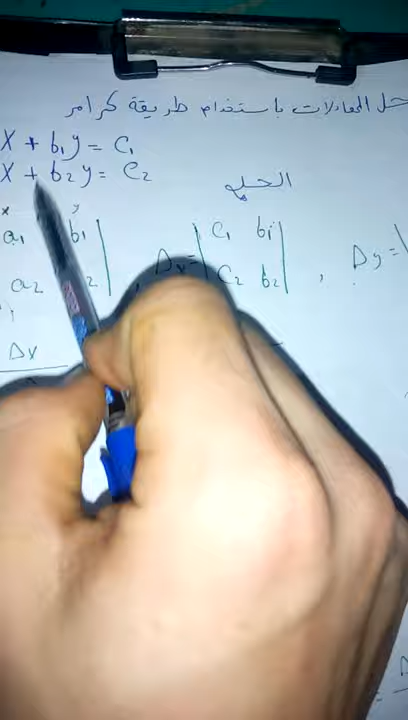 حل المعادلات باستخدام طريقة كرامر
x + b₁y = c₁
x + b₂y = c₂
الحل
x y
a₁ b₁ , Δx = | c₁ b₁ | , Δy = |
a₂ 2 c₂ b₂
Δx